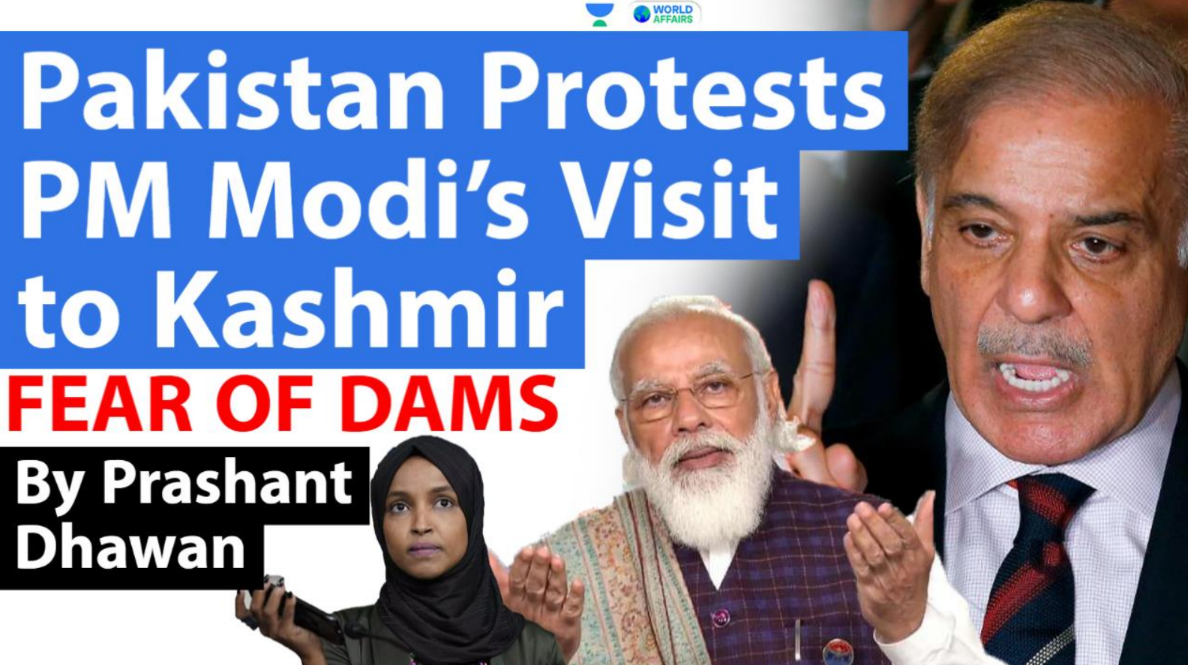 WORLD
AFFAIRS
Pakistan Protests
PM Modi's Visit
to Kashmir
FEAR OF DAMS
By Prashant
Dhawan